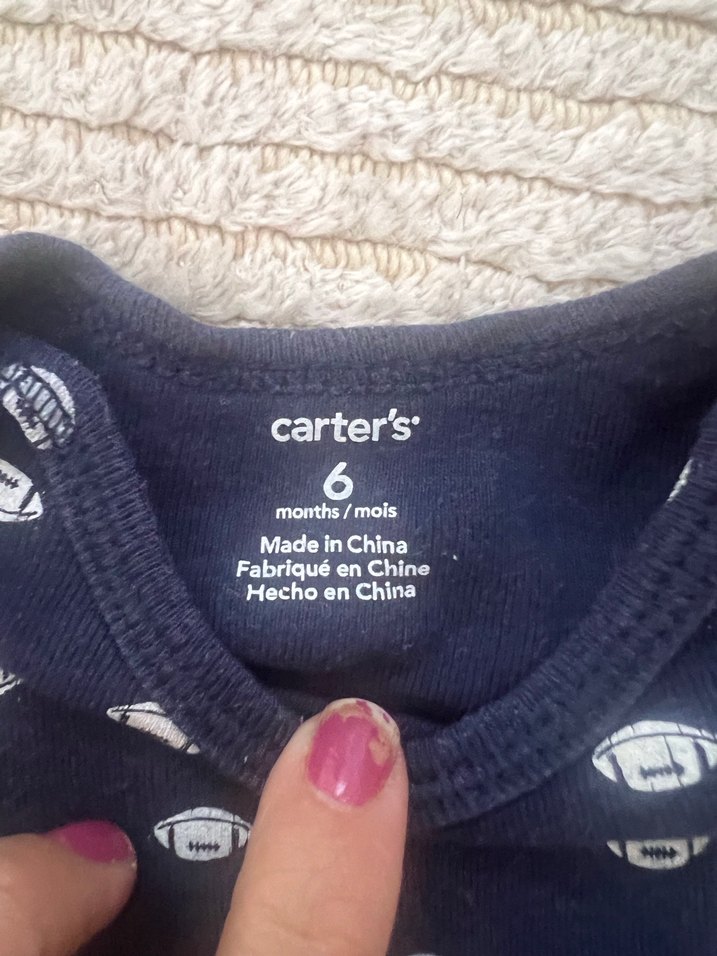 carter's
6
months / mois
Made in China
Fabriqué en Chine
Hecho en China